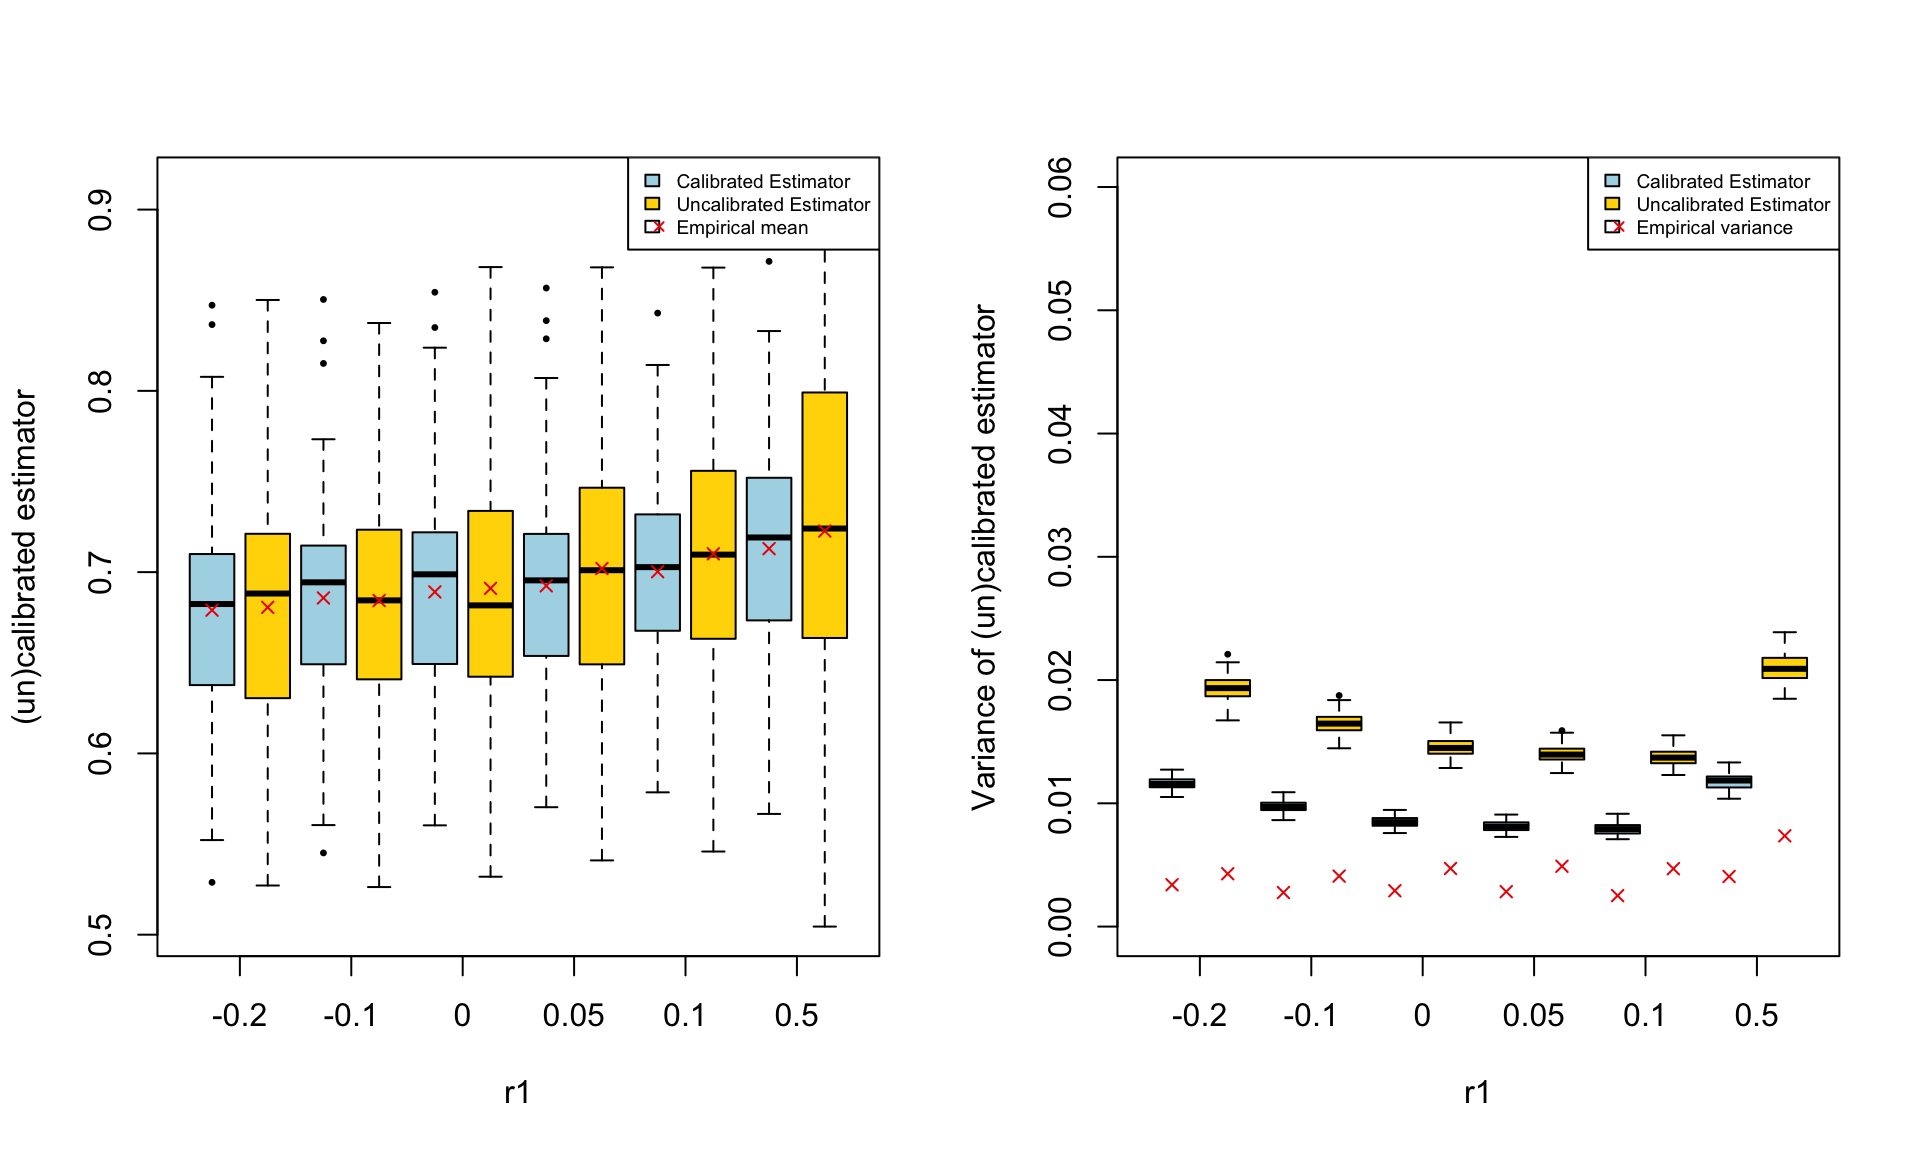 (un)calibrated estimator
0.9
0.8
0.7
0.6
0.5
Calibrated Estimator
Uncalibrated Estimator
Empirical mean
-0.2 -0.1 0 0.05 0.1 0.5
r1
Variance of (un)calibrated estimator
0.06
0.05
0.04
0.03
0.02
0.01
0.00
Calibrated Estimator
Uncalibrated Estimator
Empirical variance
-0.2 -0.1 0 0.05 0.1 0.5
r1